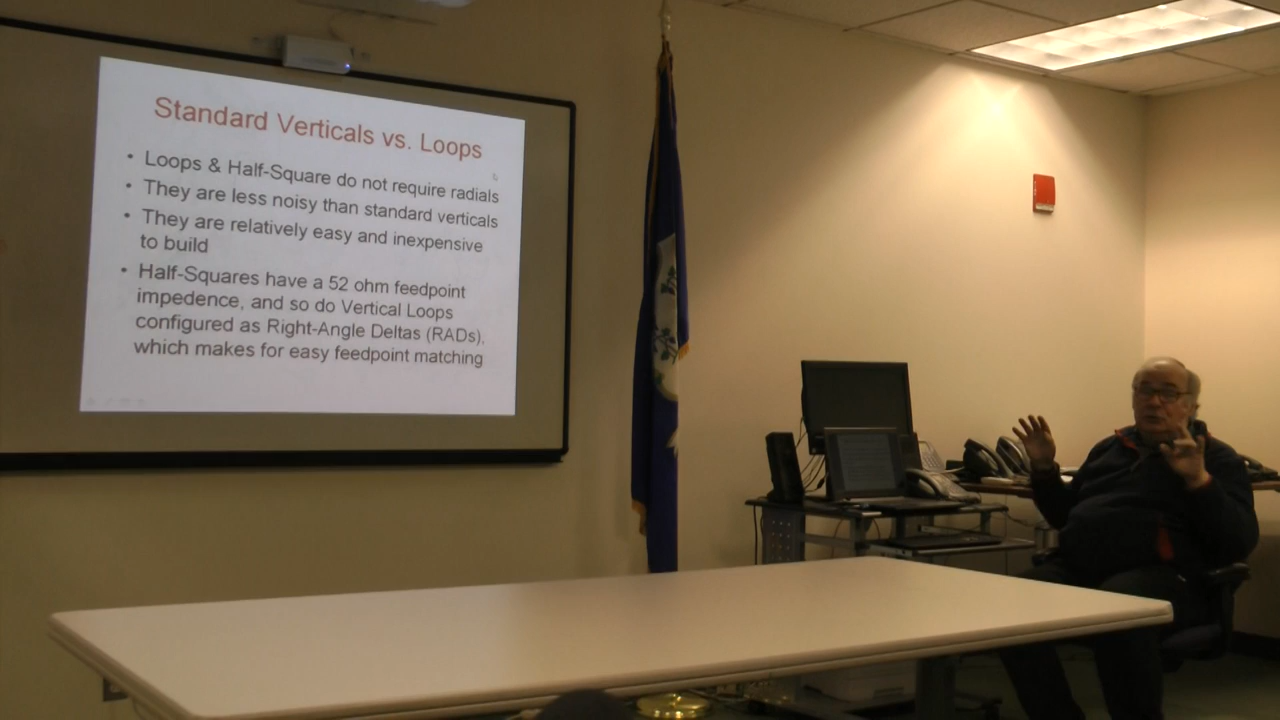 Standard Verticals vs. Loops
• Loops & Half-Square do not require radials
• They are less noisy than standard verticals
• They are relatively easy and inexpensive
to build
• Half-Squares have a 52 ohm feedpoint
impedence, and so do Vertical Loops
configured as Right-Angle Deltas (RADs),
which makes for easy feedpoint matching